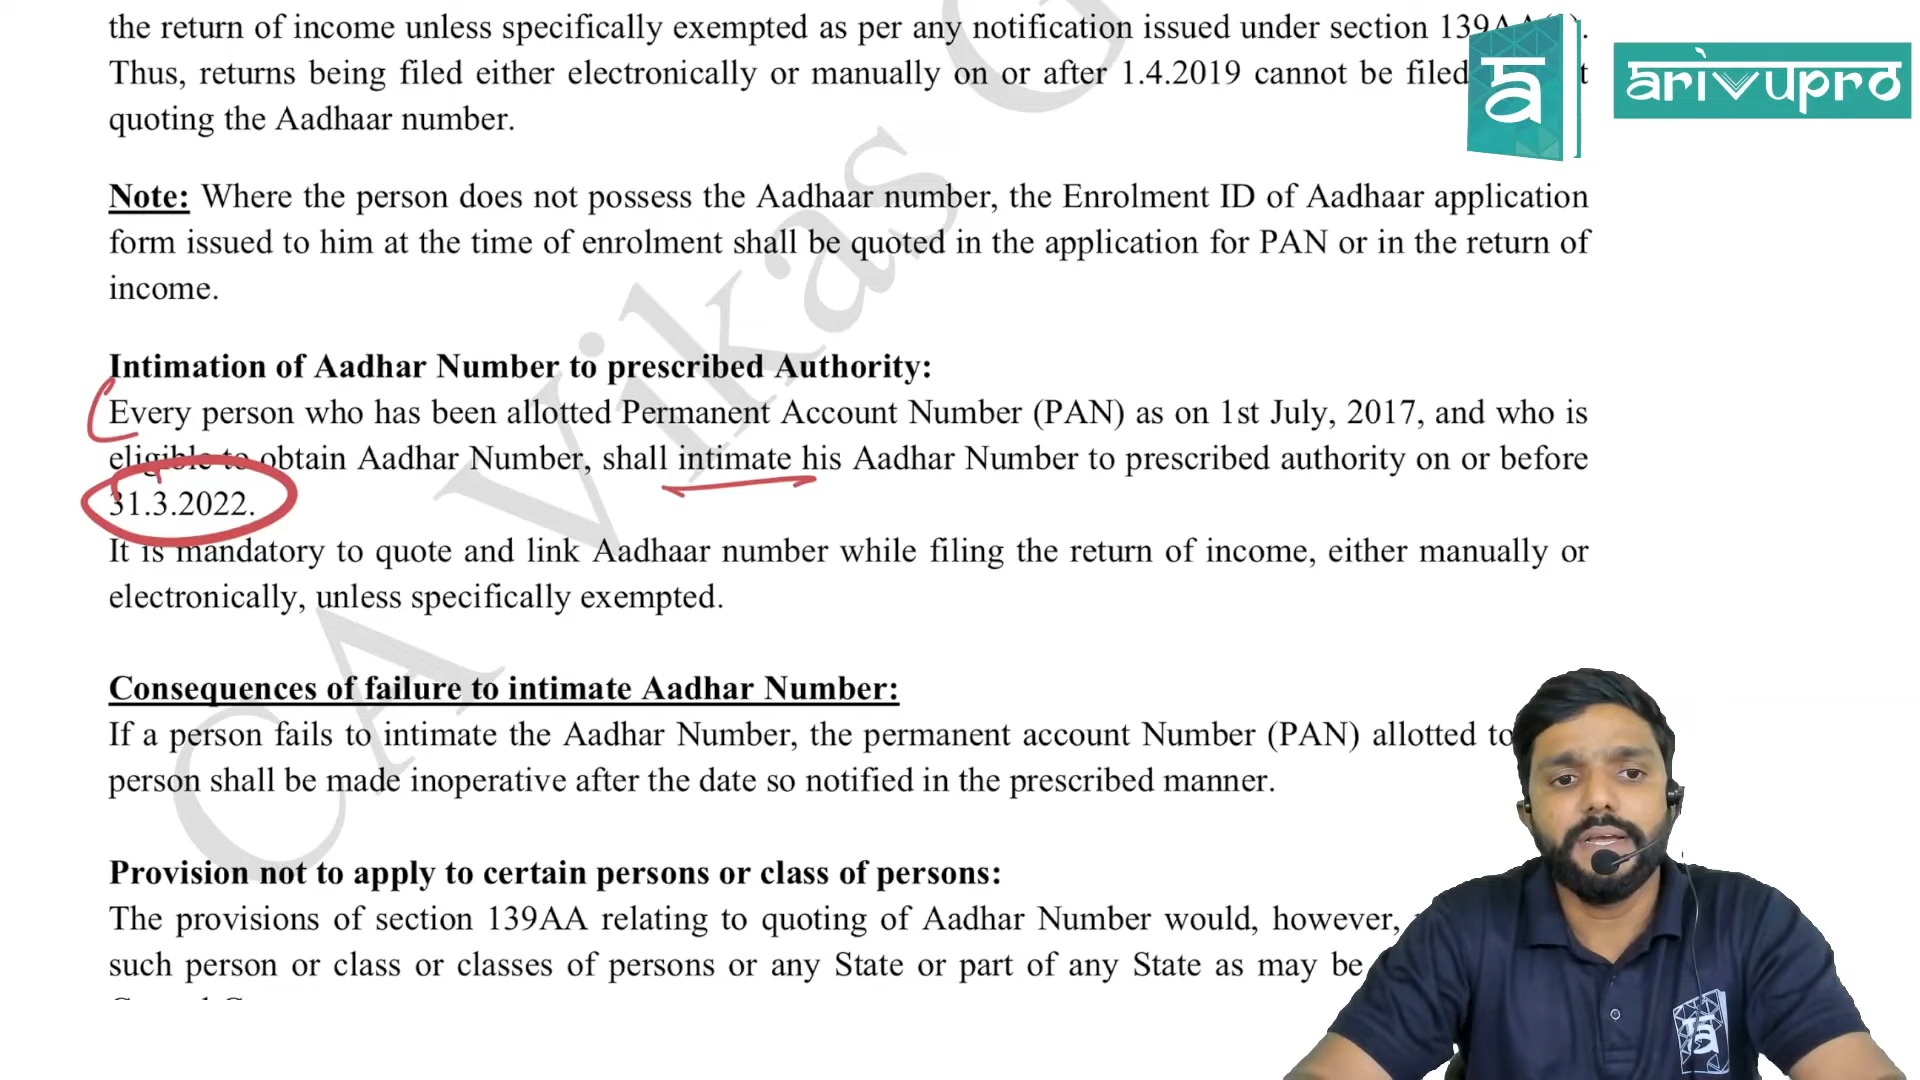 the return of income unless specifically exempted as per any notification issued under section
Thus, returns being filed either electronically or manually on or after 1.4.2019 cannot be filed
quoting the Aadhaar number.
arivupro
Note: Where the person does not possess the Aadhaar number, the Enrolment ID of Aadhaar application
form issued to him at the time of enrolment shall be quoted in the application for PAN or in the return of
income.
Intimation of Aadhar Number to prescribed Authority:
Every person who has been allotted Permanent Account Number (PAN) as on 1st July, 2017, and who is
eligible to obtain Aadhar Number, shall intimate his Aadhar Number to prescribed authority on or before
31.3.2022.
It is mandatory to quote and link Aadhaar number while filing the return of income, either manually or
electronically, unless specifically exempted.
Consequences of failure to intimate Aadhar Number:
If a person fails to intimate the Aadhar Number, the permanent account Number (PAN) allotted to
person shall be made inoperative after the date so notified in the prescribed manner.
Provision not to apply to certain persons or class of persons:
The provisions of section 139AA relating to quoting of Aadhar Number would, however,
such person or class or classes of persons or any State or part of any State as may be
CA Vikas G